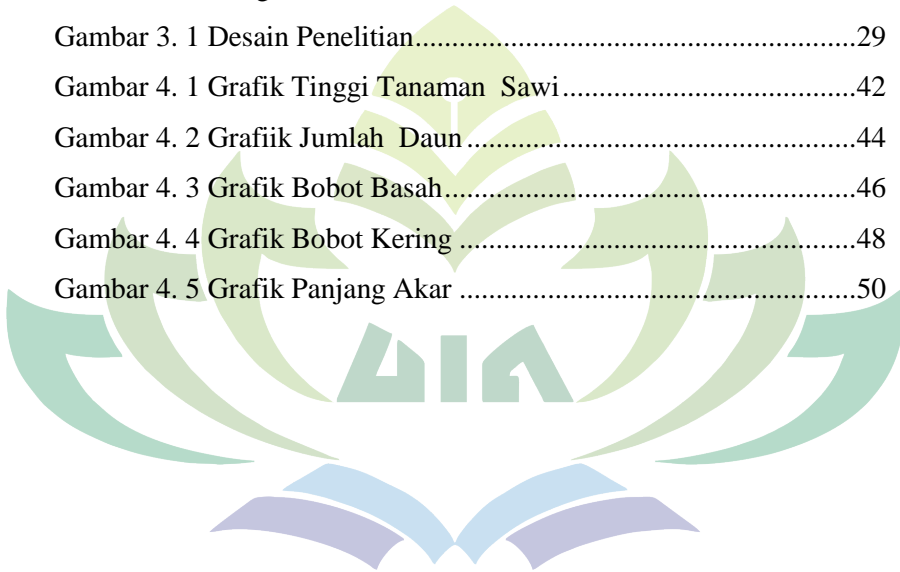 Gambar 3. 1 Desain Penelitian......................................................29
Gambar 4. 1 Grafik Tinggi Tanaman Sawi.......................................42
Gambar 4. 2 Grafiik Jumlah Daun....................................................44
Gambar 4. 3 Grafik Bobot Basah.......................................................46
Gambar 4. 4 Grafik Bobot Kering .....................................................48
Gambar 4. 5 Grafik Panjang Akar .....................................................50
UIN